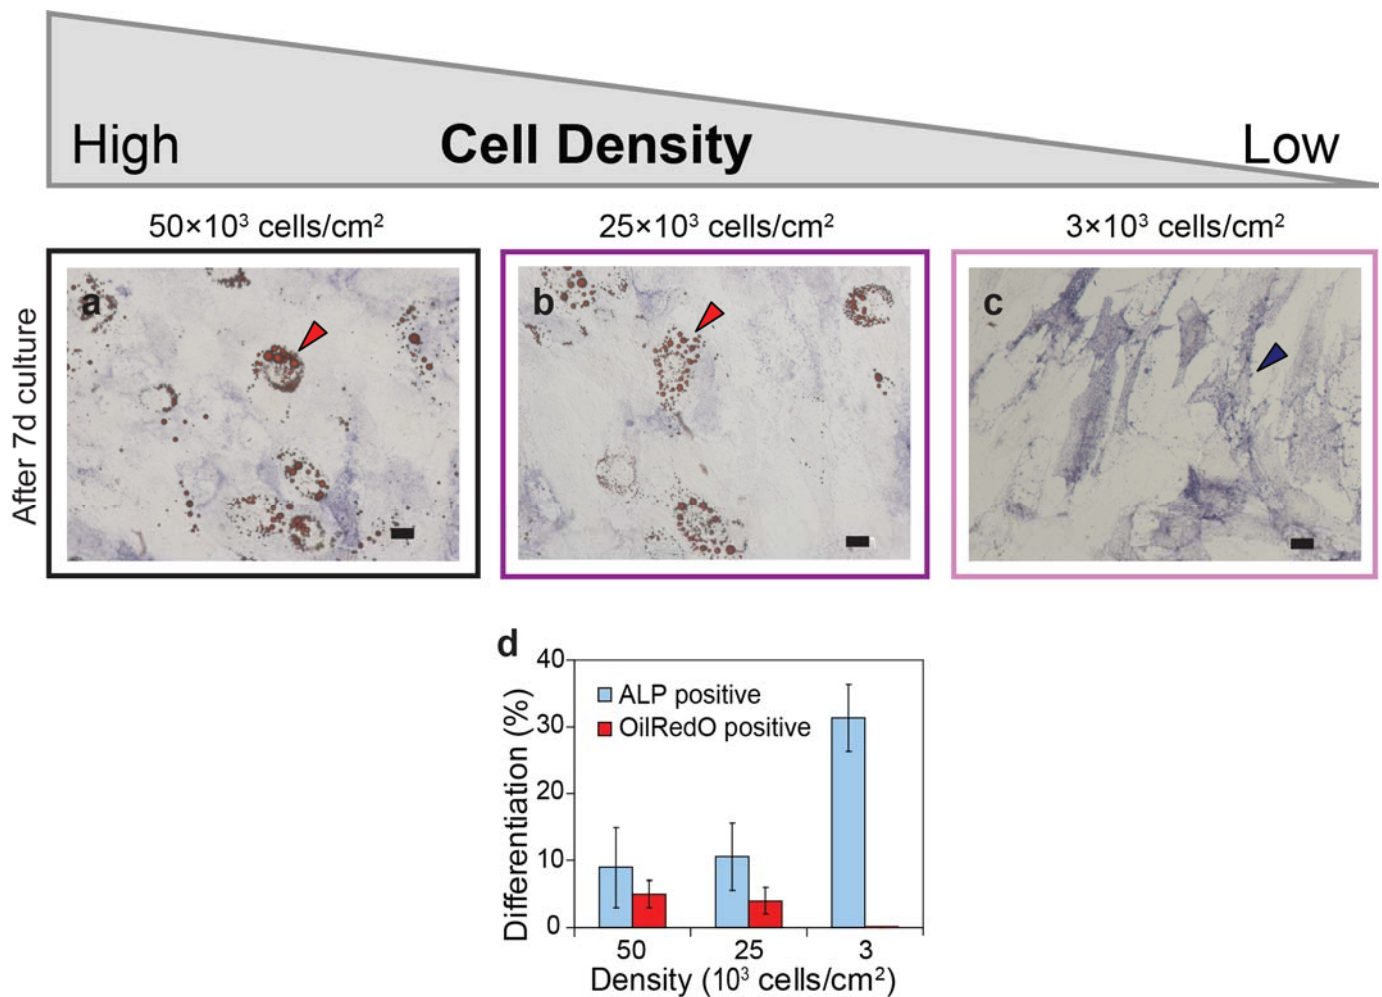 High Cell Density Low
50×10³ cells/cm² 25×10³ cells/cm² 3×10³ cells/cm²
After 7d culture
a
b
c
d
Differentiation (%)
40
30
20
10
0
ALP positive
OilRedO positive
50 25 3
Density (10³ cells/cm²)